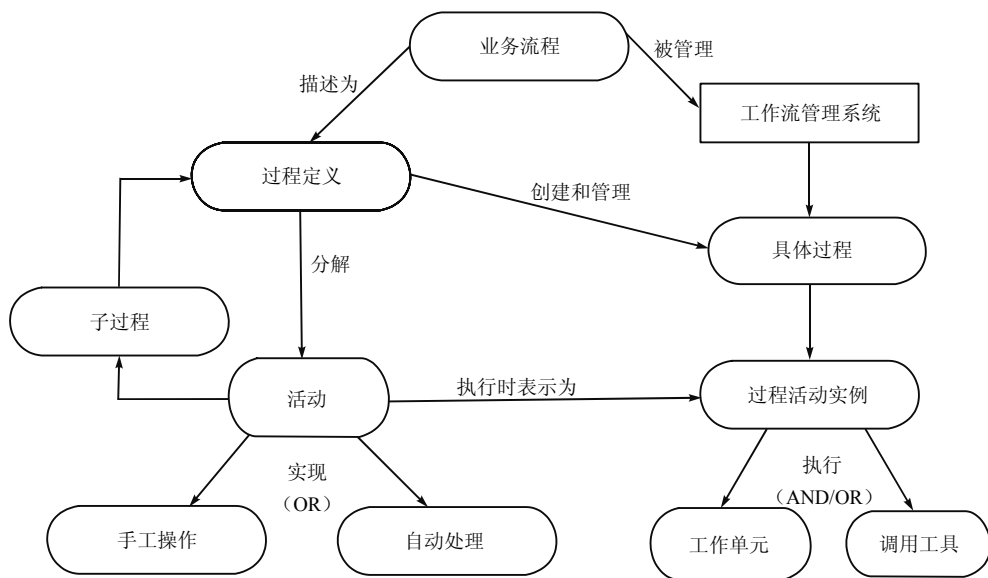 业务流程
被管理
描述为
工作流管理系统
过程定义
创建和管理
具体过程
分解
子过程
活动
执行时表示为
过程活动实例
实现
（OR）
执行
（AND/OR）
手工操作
自动处理
工作单元
调用工具